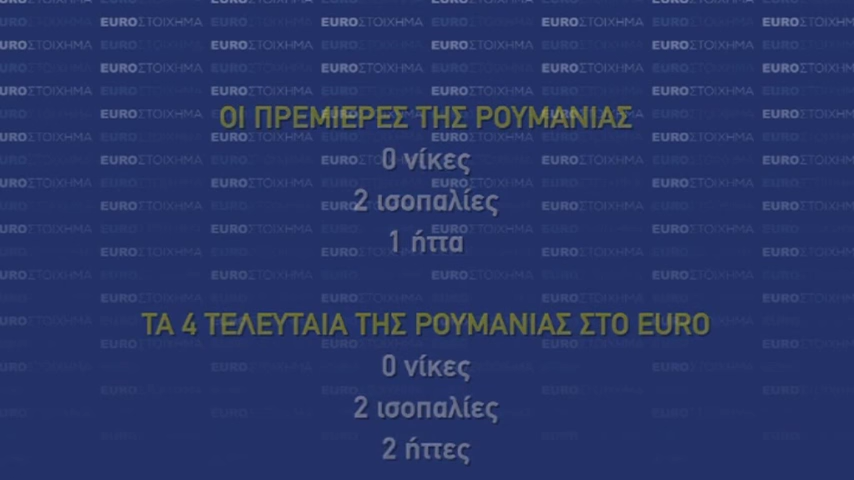 ΟΙ ΠΡΕΜΙΕΡΕΣ ΤΗΣ ΡΟΥΜΑΝΙΑΣ
0 νίκες
2 ισοπαλίες
1 ήττα
ΤΑ 4 ΤΕΛΕΥΤΑΙΑ ΤΗΣ ΡΟΥΜΑΝΙΑΣ ΣΤΟ EURO
0 νίκες
2 ισοπαλίες
2 ήττες